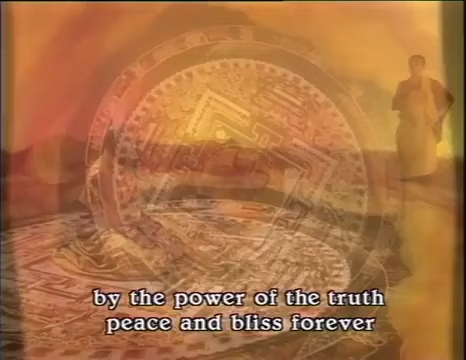 by the power of the truth
peace and bliss forever